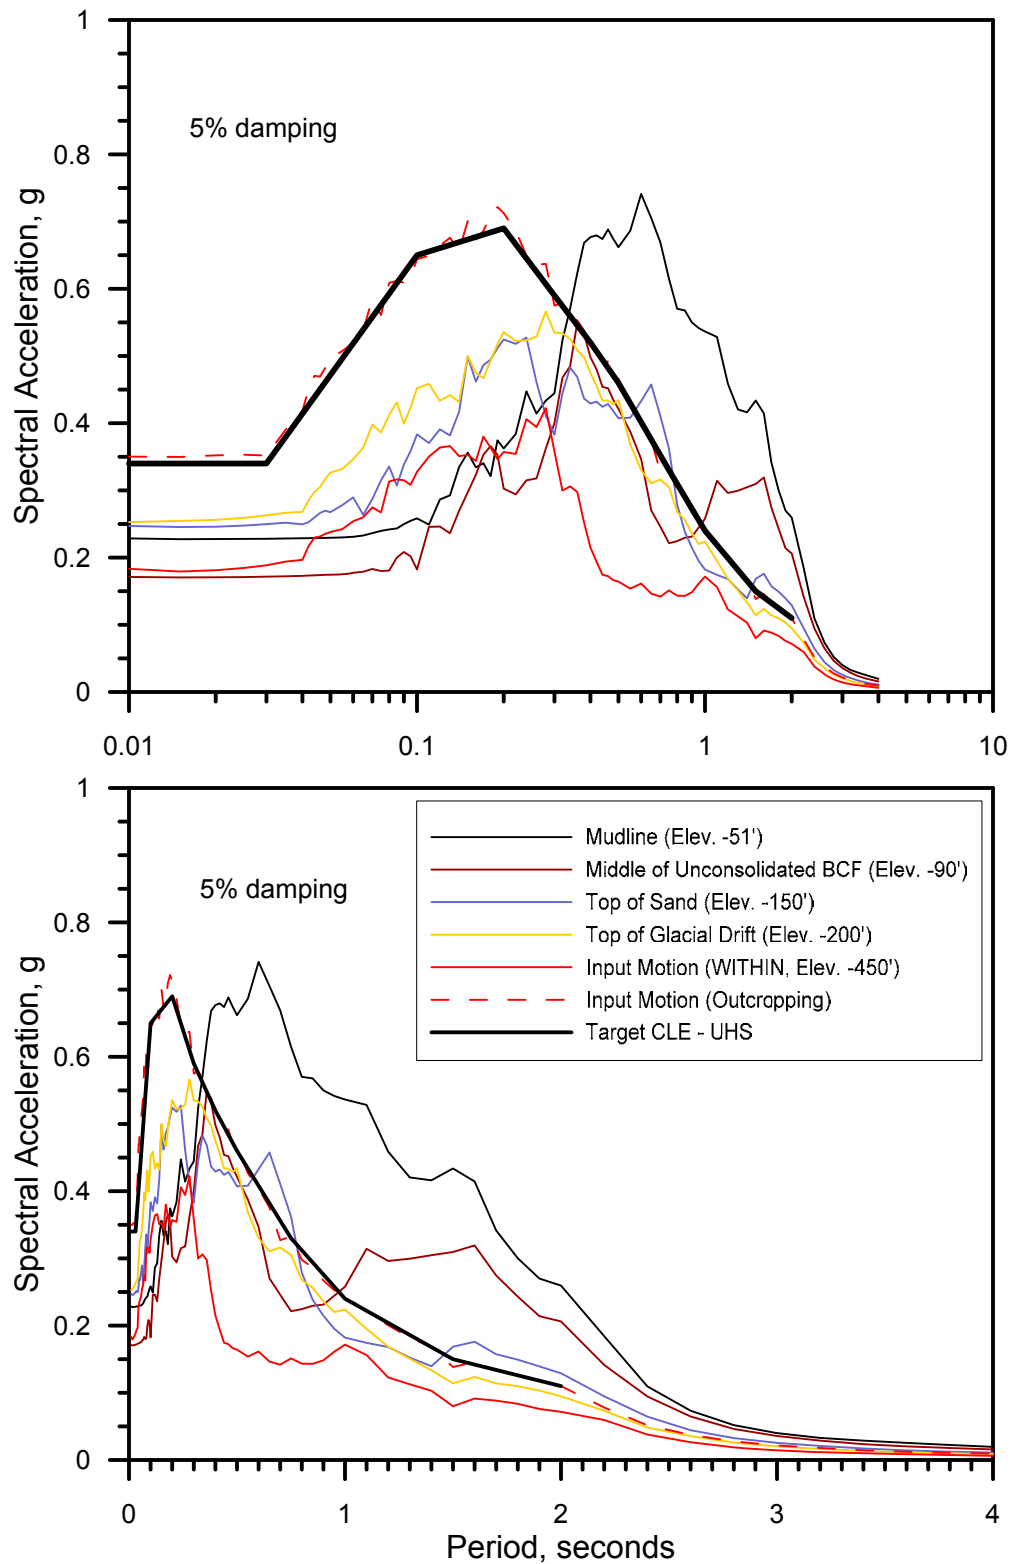 1
0.8
0.6
0.4
0.2
0
Spectral Acceleration, g
5% damping
0.01
0.1
1
10
1
0.8
0.6
0.4
0.2
0
Spectral Acceleration, g
5% damping
Mudline (Elev. -51')
Middle of Unconsolidated BCF (Elev. -90')
Top of Sand (Elev. -150')
Top of Glacial Drift (Elev. -200')
Input Motion (WITHIN, Elev. -450')
Input Motion (Outcropping)
Target CLE - UHS
0
1
2
3
4
Period, seconds